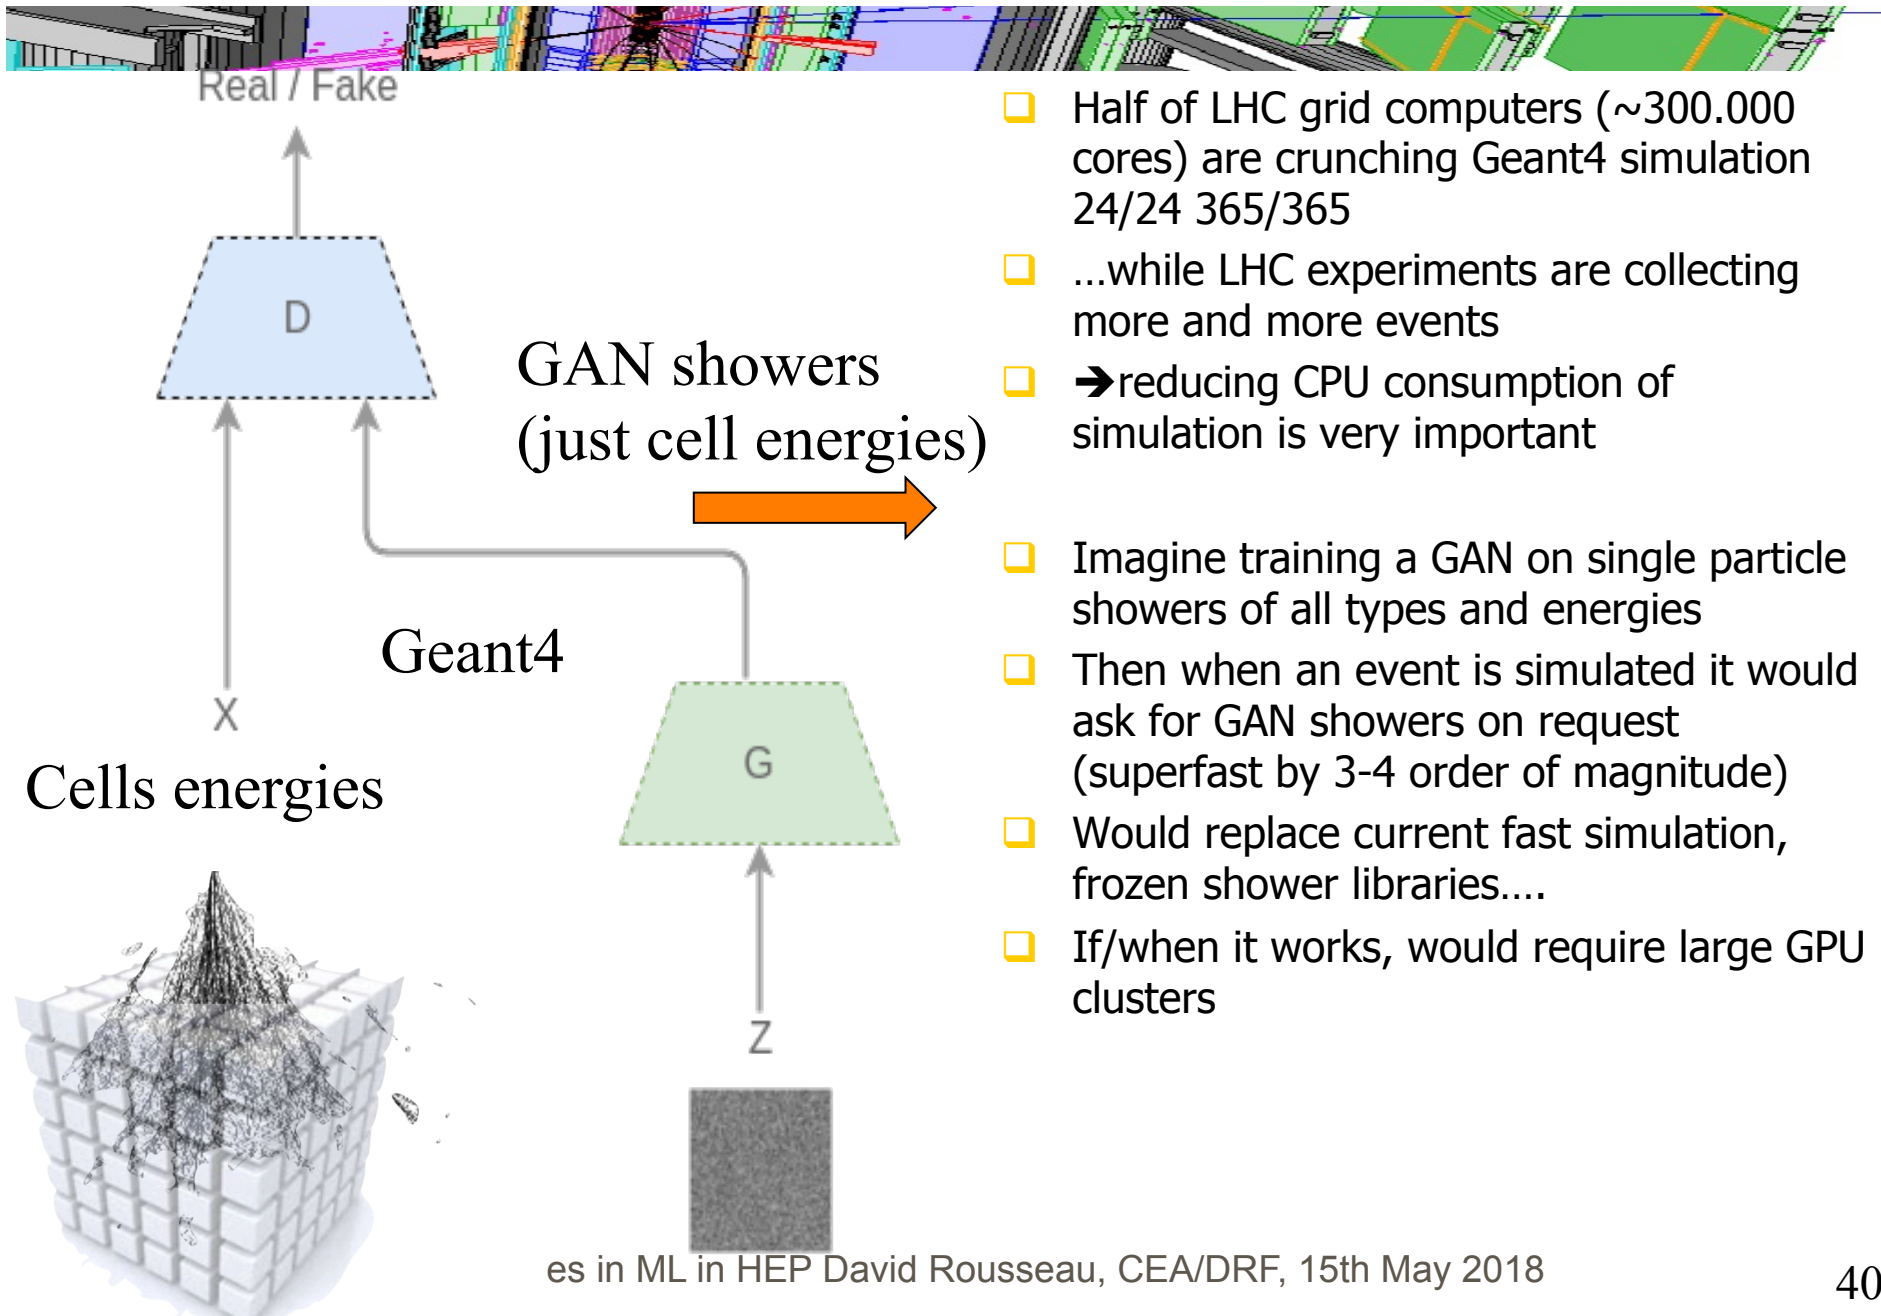 Real / Fake
D
GAN showers
(just cell energies)
Geant4
X
Cells energies
G
Z
Half of LHC grid computers (~300.000
cores) are crunching Geant4 simulation
24/24 365/365
…while LHC experiments are collecting
more and more events
➔reducing CPU consumption of
simulation is very important
Imagine training a GAN on single particle
showers of all types and energies
Then when an event is simulated it would
ask for GAN showers on request
(superfast by 3-4 order of magnitude)
Would replace current fast simulation,
frozen shower libraries….
If/when it works, would require large GPU
clusters
es in ML in HEP David Rousseau, CEA/DRF, 15th May 2018
40